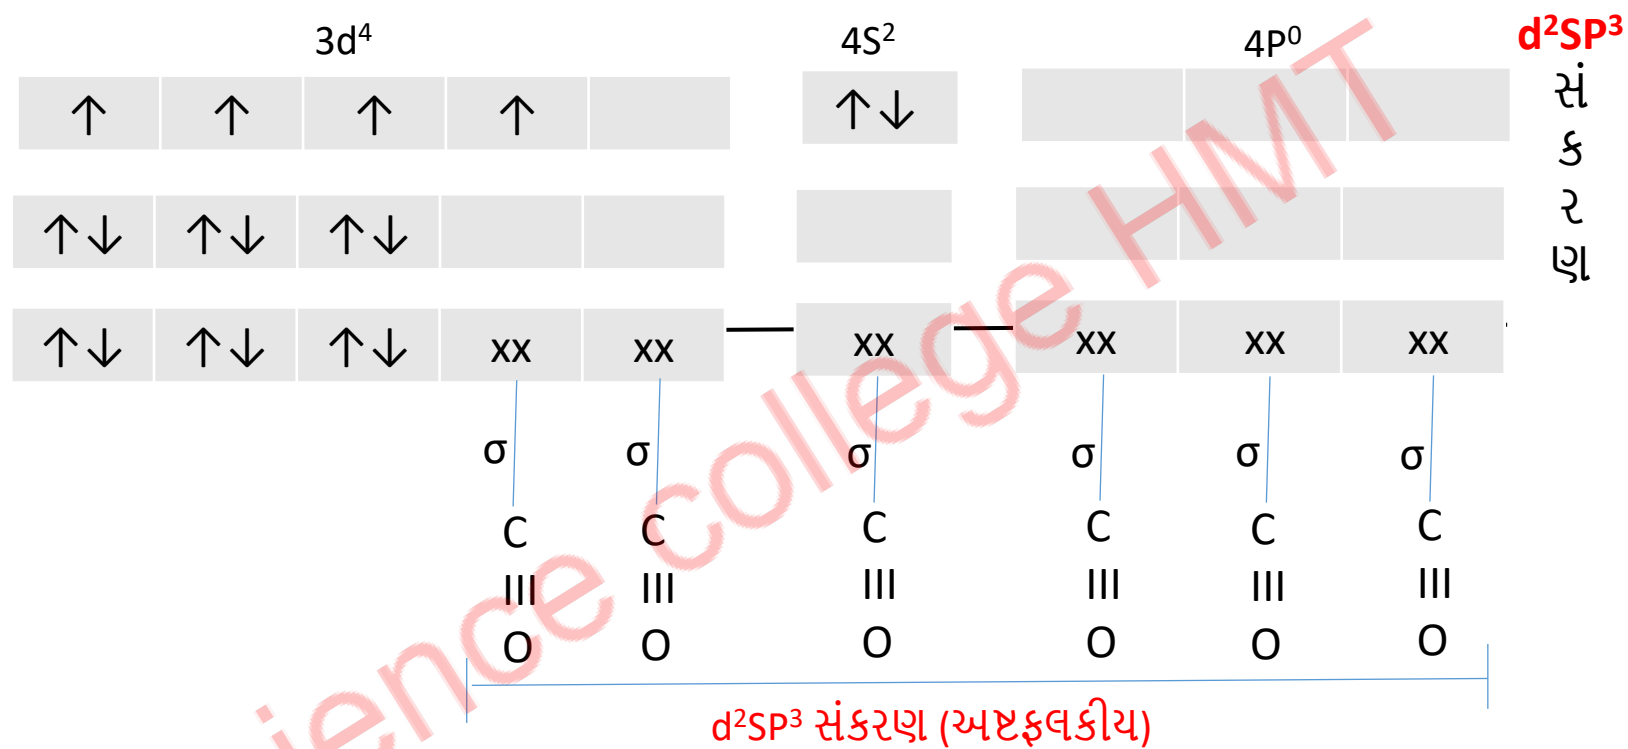 3d⁴ 4S² 4P⁰ d²SP³
↑ ↑ ↑ ↑ ↑↓ સંકરણ
↑↓ ↑↓ ↑↓
↑↓ ↑↓ ↑↓ xx xx xx xx xx xx
σ σ σ σ σ σ
C C C C C C
III III III III III III
O O O O O O
d²SP³ સંકરણ (અષ્ટફલકીય)
ience college HMT